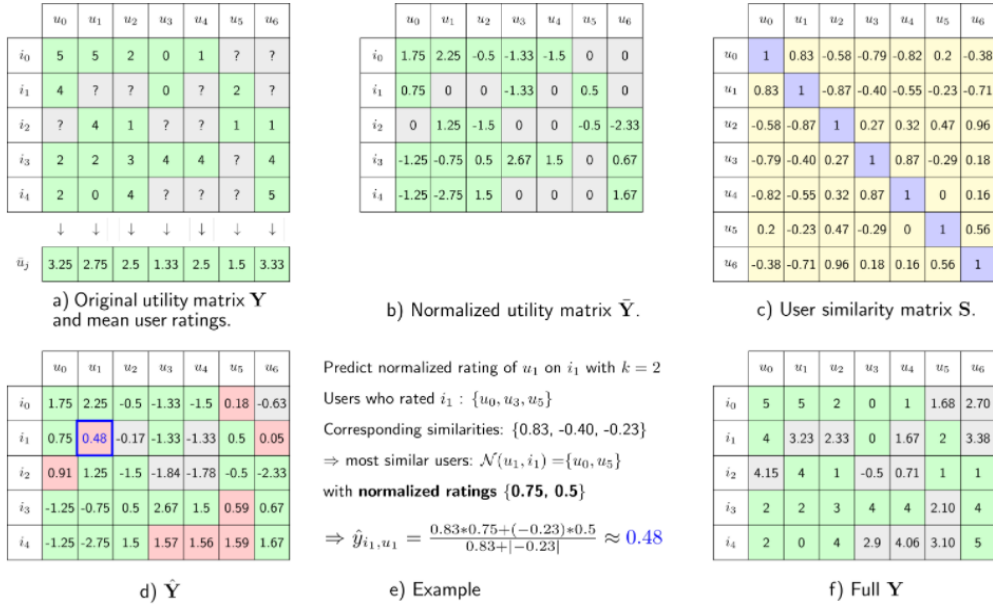 u₀ u₁ u₂ u₃ u₄ u₅ u₆
i₀ 5 5 2 0 1 ? ?
i₁ 4 ? ? 0 ? 2 ?
i₂ ? 4 1 ? ? 1 1
i₃ 2 2 3 4 4 ? 4
i₄ 2 0 4 ? ? ? 5
↓ ↓ ↓ ↓ ↓ ↓ ↓
ūⱼ 3.25 2.75 2.5 1.33 2.5 1.5 3.33
a) Original utility matrix Y
and mean user ratings.
u₀ u₁ u₂ u₃ u₄ u₅ u₆
i₀ 1.75 2.25 -0.5 -1.33 -1.5 0 0
i₁ 0.75 0 0 -1.33 0 0.5 0
i₂ 0 1.25 -1.5 0 0 -0.5 -2.33
i₃ -1.25 -0.75 0.5 2.67 1.5 0 0.67
i₄ -1.25 -2.75 1.5 0 0 0 1.67
b) Normalized utility matrix Ȳ.
u₀ u₁ u₂ u₃ u₄ u₅ u₆
u₀ 1 0.83 -0.58 -0.79 -0.82 0.2 -0.38
u₁ 0.83 1 -0.87 -0.40 -0.55 -0.23 -0.71
u₂ -0.58 -0.87 1 0.27 0.32 0.47 0.96
u₃ -0.79 -0.40 0.27 1 0.87 -0.29 0.18
u₄ -0.82 -0.55 0.32 0.87 1 0 0.16
u₅ 0.2 -0.23 0.47 -0.29 0 1 0.56
u₆ -0.38 -0.71 0.96 0.18 0.16 0.56 1
c) User similarity matrix S.
u₀ u₁ u₂ u₃ u₄ u₅ u₆
i₀ 1.75 2.25 -0.5 -1.33 -1.5 0.18 -0.63
i₁ 0.75 0.48 -0.17 -1.33 -1.33 0.5 0.05
i₂ 0.91 1.25 -1.5 -1.84 -1.78 -0.5 -2.33
i₃ -1.25 -0.75 0.5 2.67 1.5 0.59 0.67
i₄ -1.25 -2.75 1.5 1.57 1.56 1.59 1.67
d) Ŷ
Predict normalized rating of u₁ on i₁ with k = 2
Users who rated i₁ : {u₀, u₃, u₅}
Corresponding similarities: {0.83, -0.40, -0.23}
⇒ most similar users: 𝒩(u₁, i₁) ={u₀, u₅}
with normalized ratings {0.75, 0.5}
⇒ ŷ_{i₁,u₁} = (0.83*0.75+(−0.23)*0.5)/(0.83+|−0.23|) ≈ 0.48
e) Example
u₀ u₁ u₂ u₃ u₄ u₅ u₆
i₀ 5 5 2 0 1 1.68 2.70
i₁ 4 3.23 2.33 0 1.67 2 3.38
i₂ 4.15 4 1 -0.5 0.71 1 1
i₃ 2 2 3 4 4 2.10 4
i₄ 2 0 4 2.9 4.06 3.10 5
f) Full Y